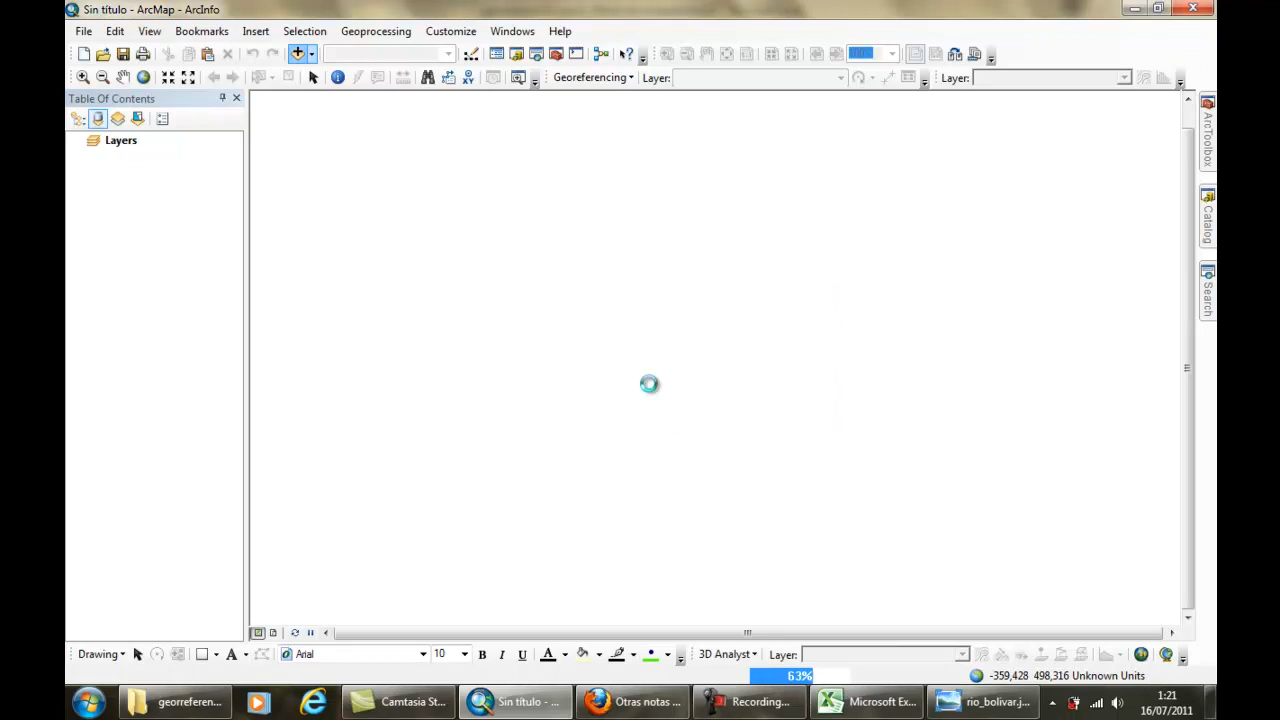 Sin título - ArcMap - ArcInfo
File Edit View Bookmarks Insert Selection Geoprocessing Customize Windows Help
Georeferencing Layer: Layer:
Table Of Contents
Layers
ArcToolbox
Catalog
Search
Drawing A Arial 10 B I U A 3D Analyst Layer:
63% -359,428 498,316 Unknown Units
georreferen... Camtasia St... Sin título - ... Otras notas ... Recording... Microsoft Ex... rio_bolivar.j... 1:21
16/07/2011